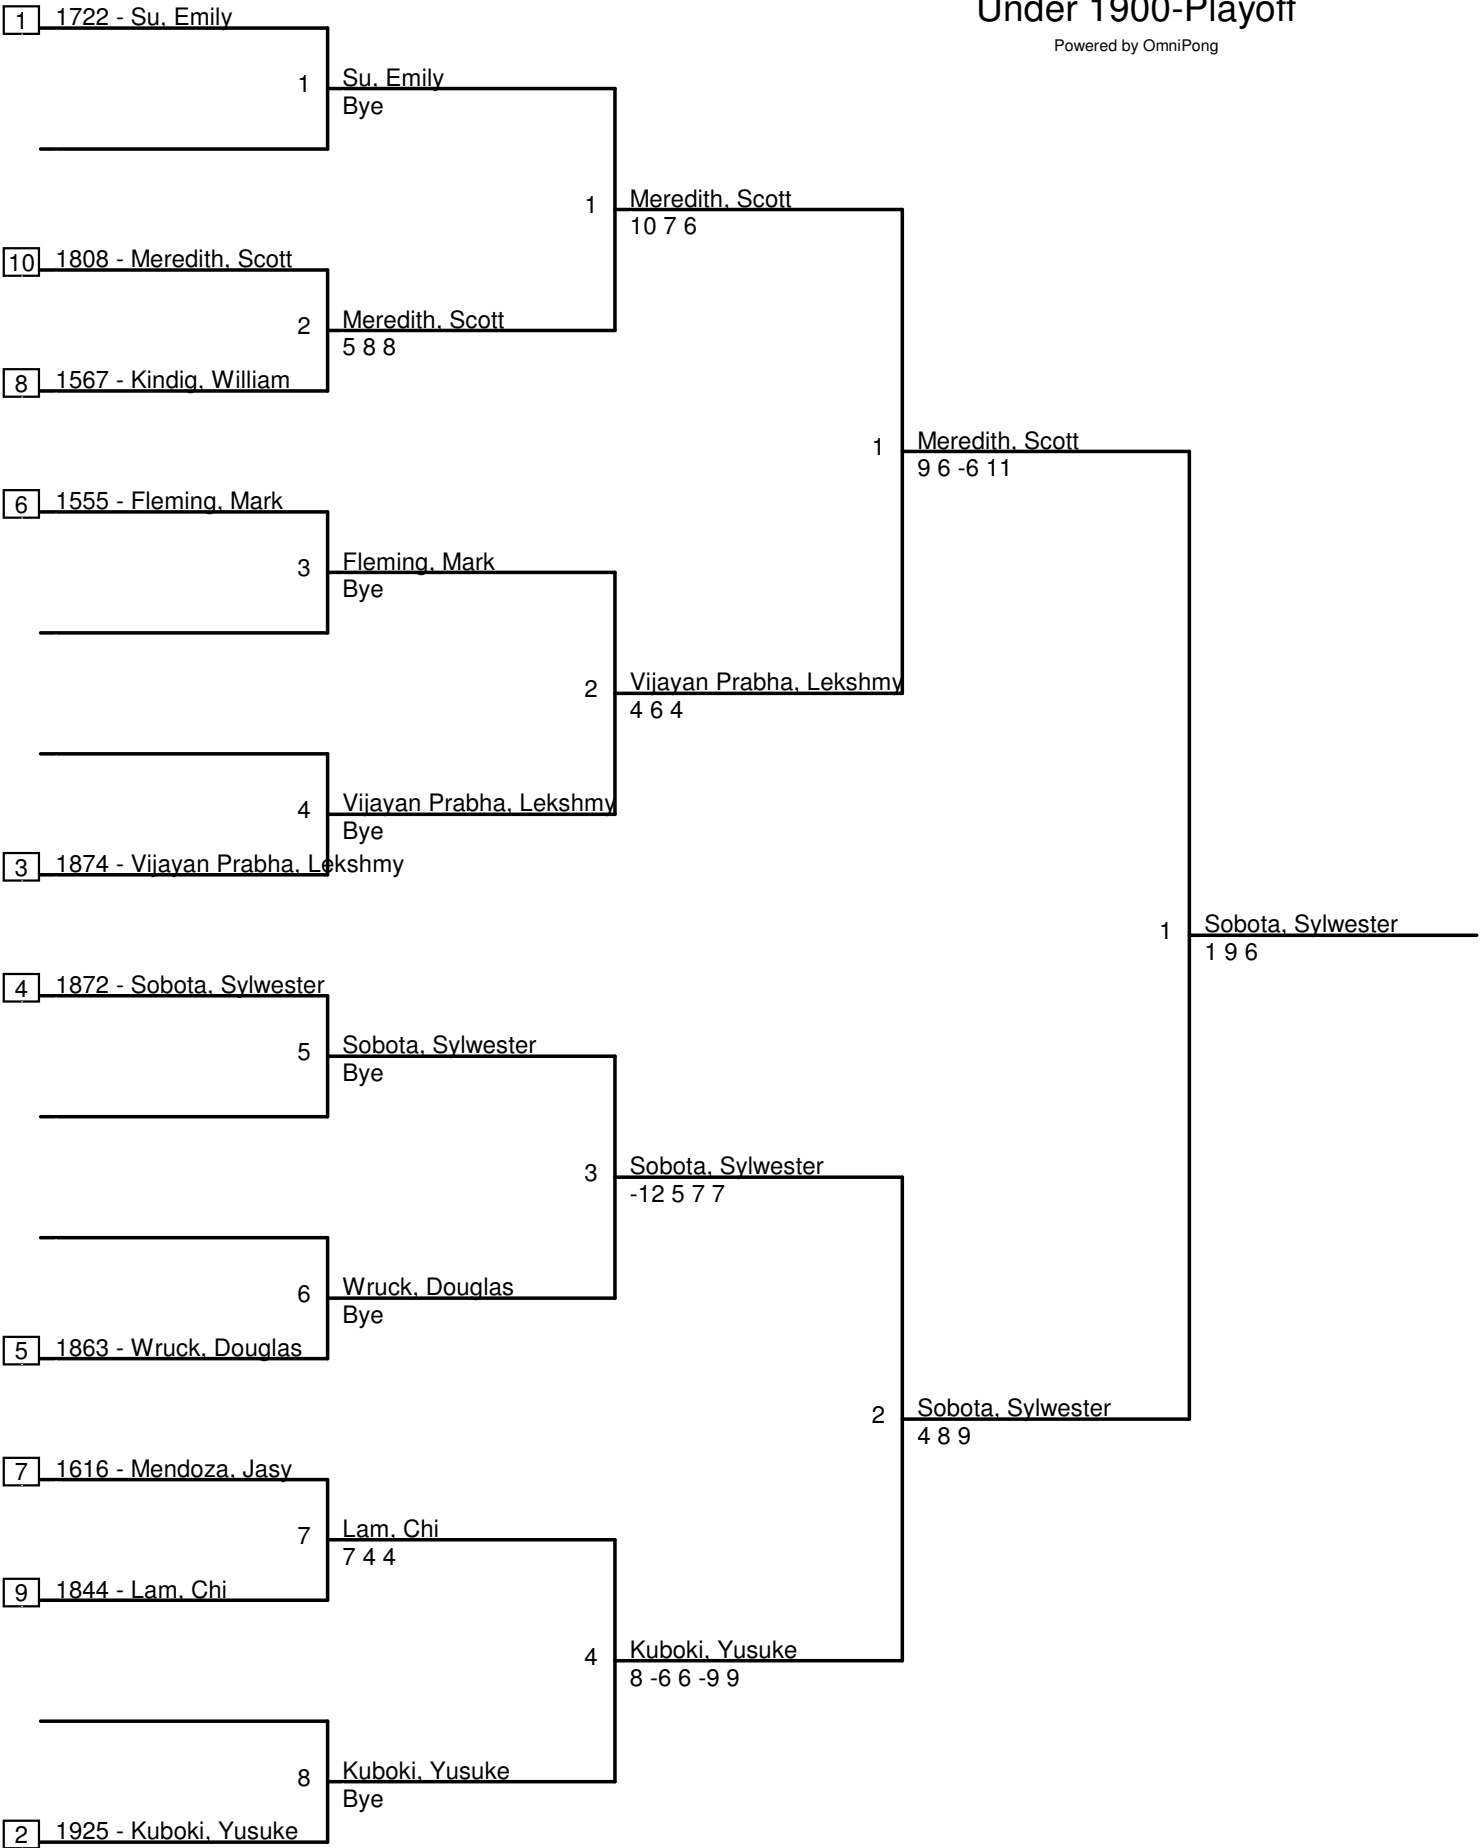 Under 1900-Playoff
Powered by OmniPong
1 1722 - Su, Emily
1 Su, Emily
Bye
1 Meredith, Scott
10 7 6
10 1808 - Meredith, Scott
2 Meredith, Scott
5 8 8
8 1567 - Kindig, William
1 Meredith, Scott
9 6 -6 11
6 1555 - Fleming, Mark
3 Fleming, Mark
Bye
2 Vijayan Prabha, Lekshmy
4 6 4
4 Vijayan Prabha, Lekshmy
Bye
3 1874 - Vijayan Prabha, Lekshmy
1 Sobota, Sylwester
1 9 6
4 1872 - Sobota, Sylwester
5 Sobota, Sylwester
Bye
3 Sobota, Sylwester
-12 5 7 7
6 Wruck, Douglas
Bye
5 1863 - Wruck, Douglas
2 Sobota, Sylwester
4 8 9
7 1616 - Mendoza, Jasy
7 Lam, Chi
7 4 4
9 1844 - Lam, Chi
4 Kuboki, Yusuke
8 -6 6 -9 9
8 Kuboki, Yusuke
Bye
2 1925 - Kuboki, Yusuke